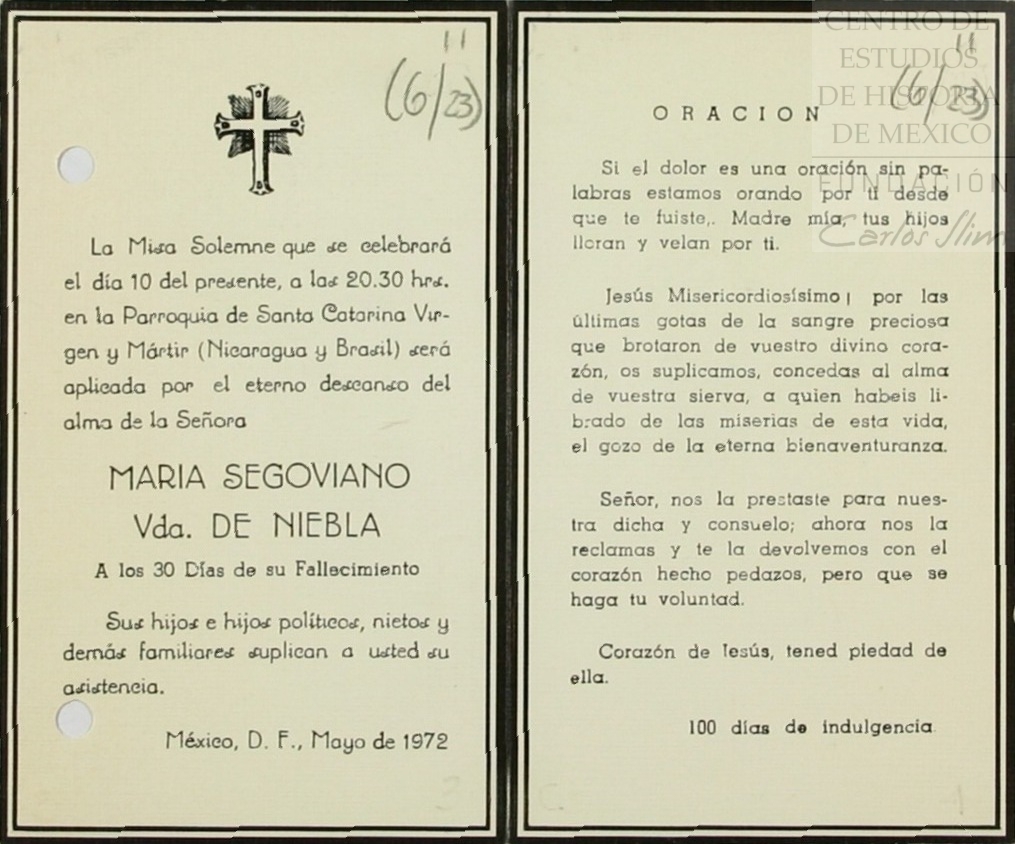 11
(6/23)
La Misa Solemne que se celebrará
el día 10 del presente, a las 20.30 hrs.
en la Parroquia de Santa Catarina Vir-
gen y Mártir (Nicaragua y Brasil) será
aplicada por el eterno descanso del
alma de la Señora
MARIA SEGOVIANO
Vda. DE NIEBLA
A los 30 Días de su Fallecimiento
Sus hijos e hijos políticos, nietos y
demás familiares suplican a usted su
asistencia.
México, D. F., Mayo de 1972
CENTRO DE
ESTUDIOS
DE HISTORIA
DE MEXICO
FUNDACIÓN
Carlos Slim
11
(6/23)
ORACION
Si el dolor es una oración sin pa-
labras estamos orando por ti desde
que te fuiste,. Madre mía, tus hijos
lloran y velan por ti.
Jesús Misericordiosísimo; por las
últimas gotas de la sangre preciosa
que brotaron de vuestro divino cora-
zón, os suplicamos, concedas al alma
de vuestra sierva, a quien habeis li-
brado de las miserias de esta vida,
el gozo de la eterna bienaventuranza.
Señor, nos la prestaste para nues-
tra dicha y consuelo; ahora nos la
reclamas y te la devolvemos con el
corazón hecho pedazos, pero que se
haga tu voluntad.
Corazón de Jesús, tened piedad de
ella.
100 días de indulgencia